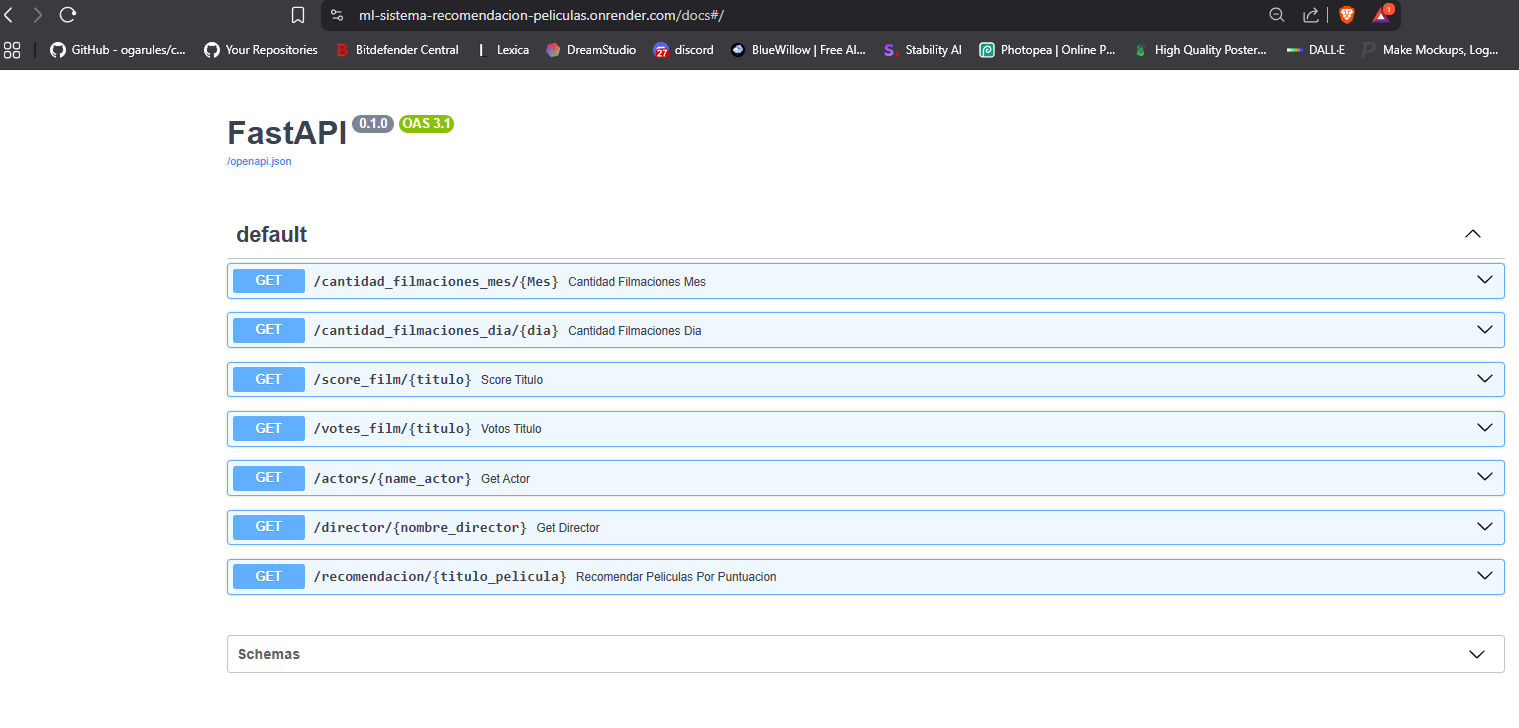 ml-sistema-recomendacion-peliculas.onrender.com/docs#/
1
GitHub - ogarules/c... Your Repositories B Bitdefender Central Lexica DreamStudio 27 discord BlueWillow | Free AI... S. Stability AI Photopea | Online P... High Quality Poster... DALL·E P Make Mockups, Log...
FastAPI 0.1.0 OAS 3.1
/openapi.json
default
GET /cantidad_filmaciones_mes/{Mes} Cantidad Filmaciones Mes
GET /cantidad_filmaciones_dia/{dia} Cantidad Filmaciones Dia
GET /score_film/{titulo} Score Titulo
GET /votes_film/{titulo} Votos Titulo
GET /actors/{name_actor} Get Actor
GET /director/{nombre_director} Get Director
GET /recomendacion/{titulo_pelicula} Recomendar Peliculas Por Puntuacion
Schemas